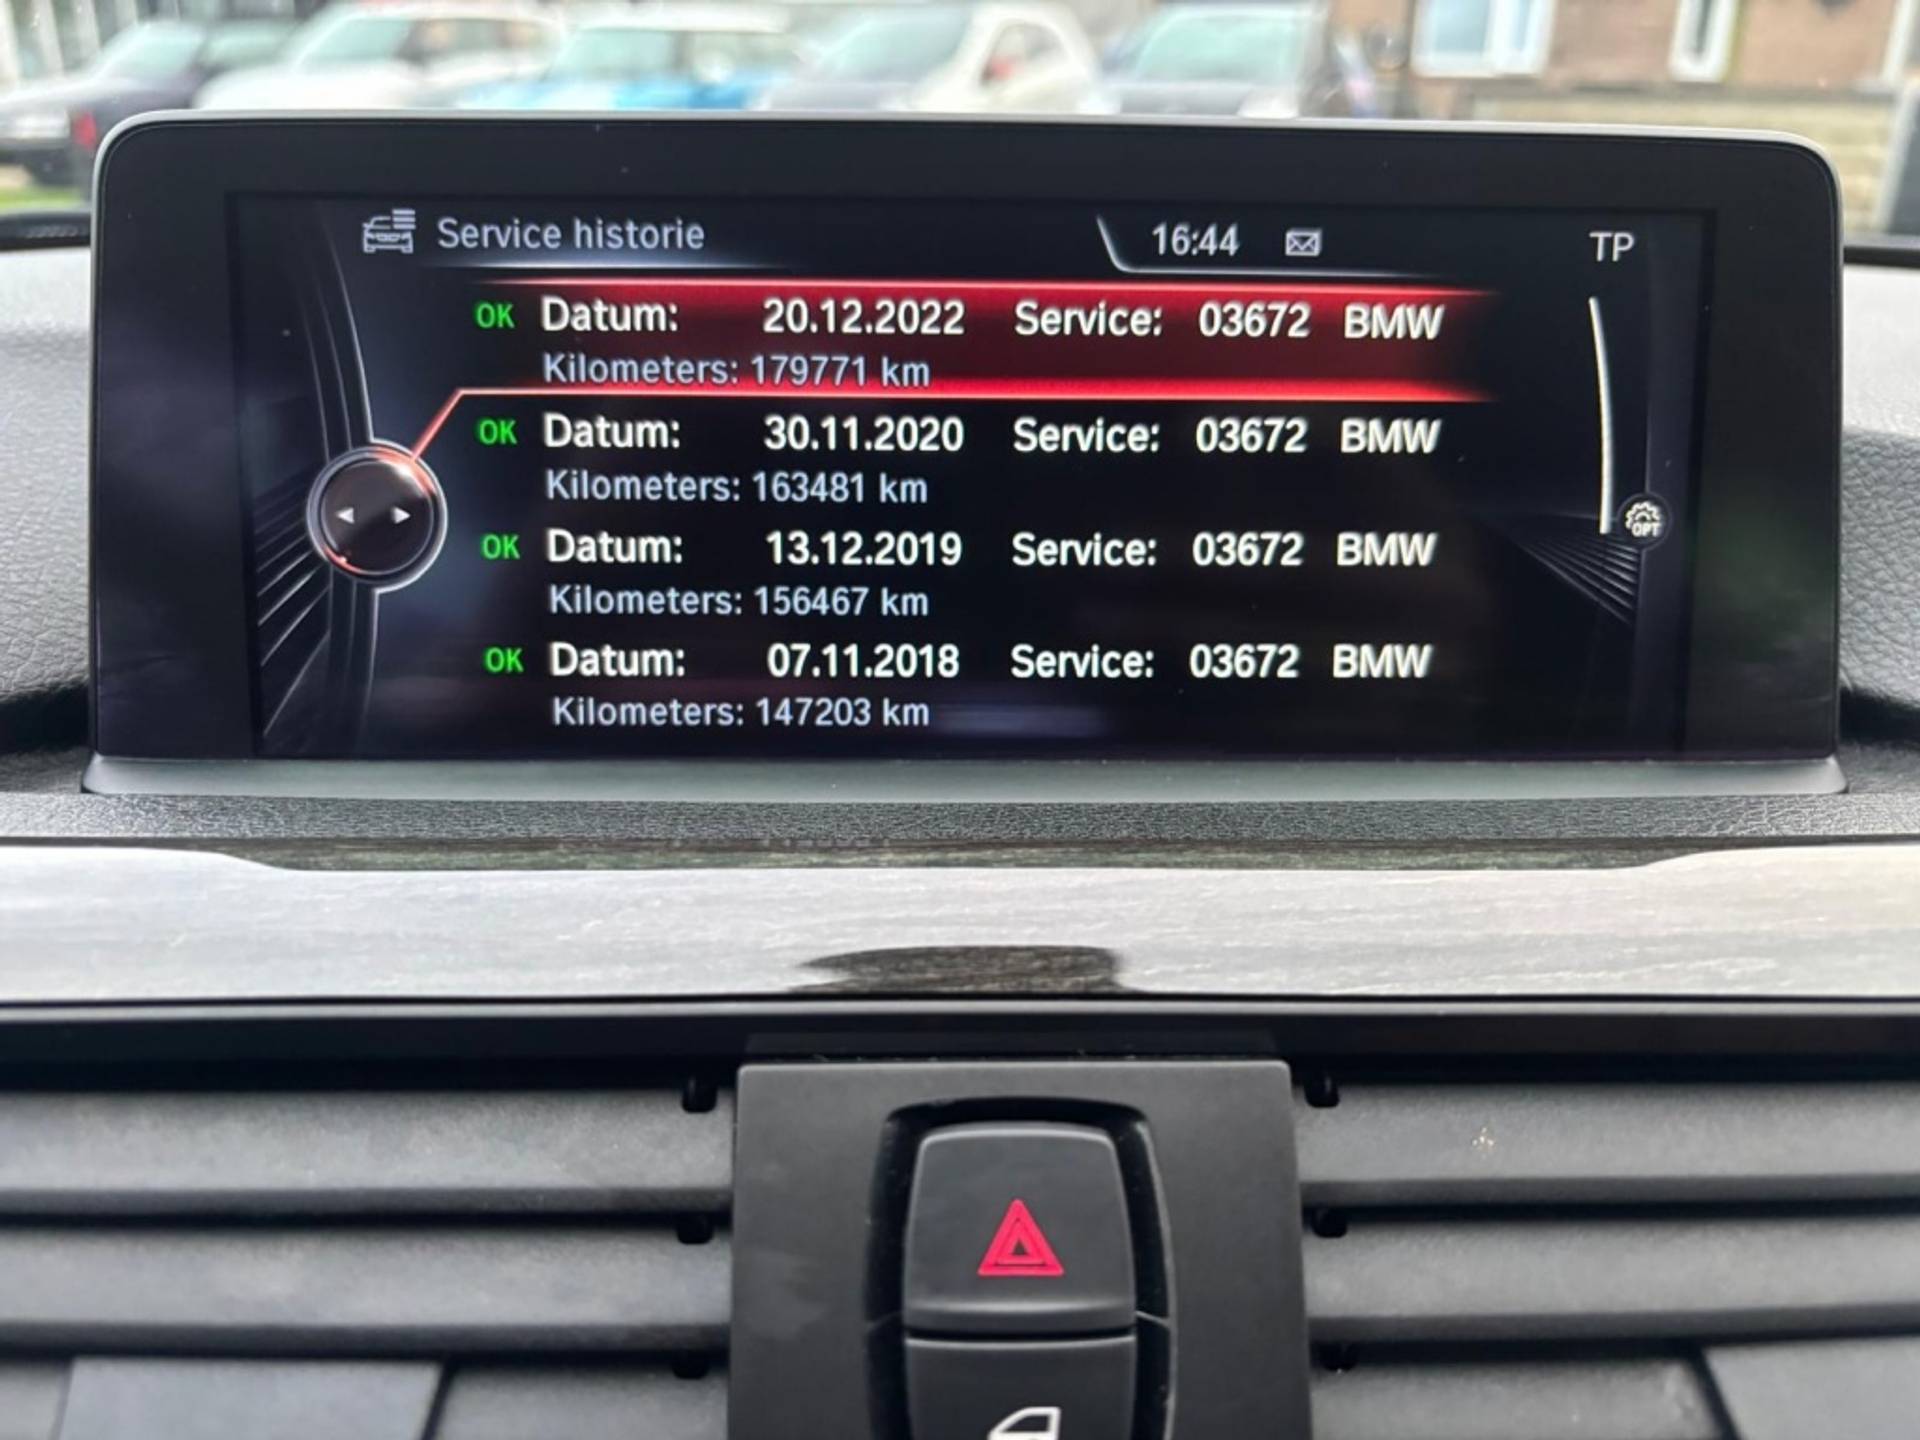 Service historie 16:44 TP
OK Datum: 20.12.2022 Service: 03672 BMW
Kilometers: 179771 km
OK Datum: 30.11.2020 Service: 03672 BMW
Kilometers: 163481 km
OPT
OK Datum: 13.12.2019 Service: 03672 BMW
Kilometers: 156467 km
OK Datum: 07.11.2018 Service: 03672 BMW
Kilometers: 147203 km